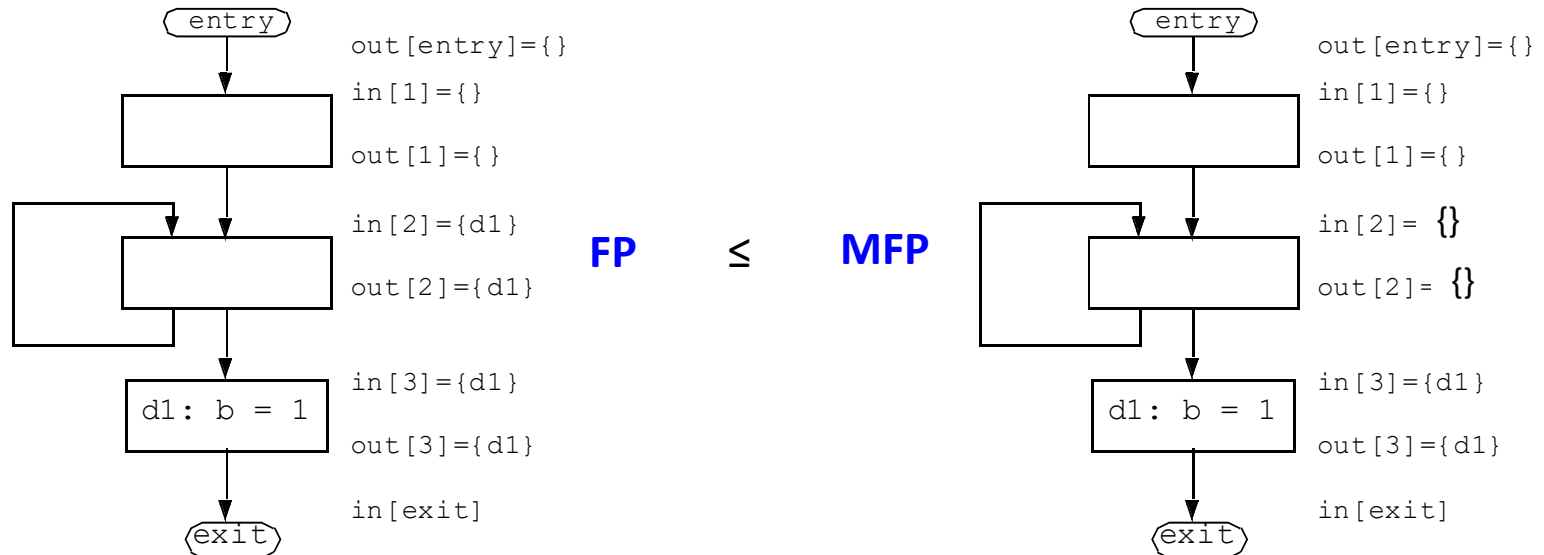 entry
out[entry]={}
in[1]={}
out[1]={}
in[2]={d1}
out[2]={d1}
in[3]={d1}
d1: b = 1
out[3]={d1}
in[exit]
exit
FP ≤ MFP
entry
out[entry]={}
in[1]={}
out[1]={}
in[2]= {}
out[2]= {}
in[3]={d1}
d1: b = 1
out[3]={d1}
in[exit]
exit